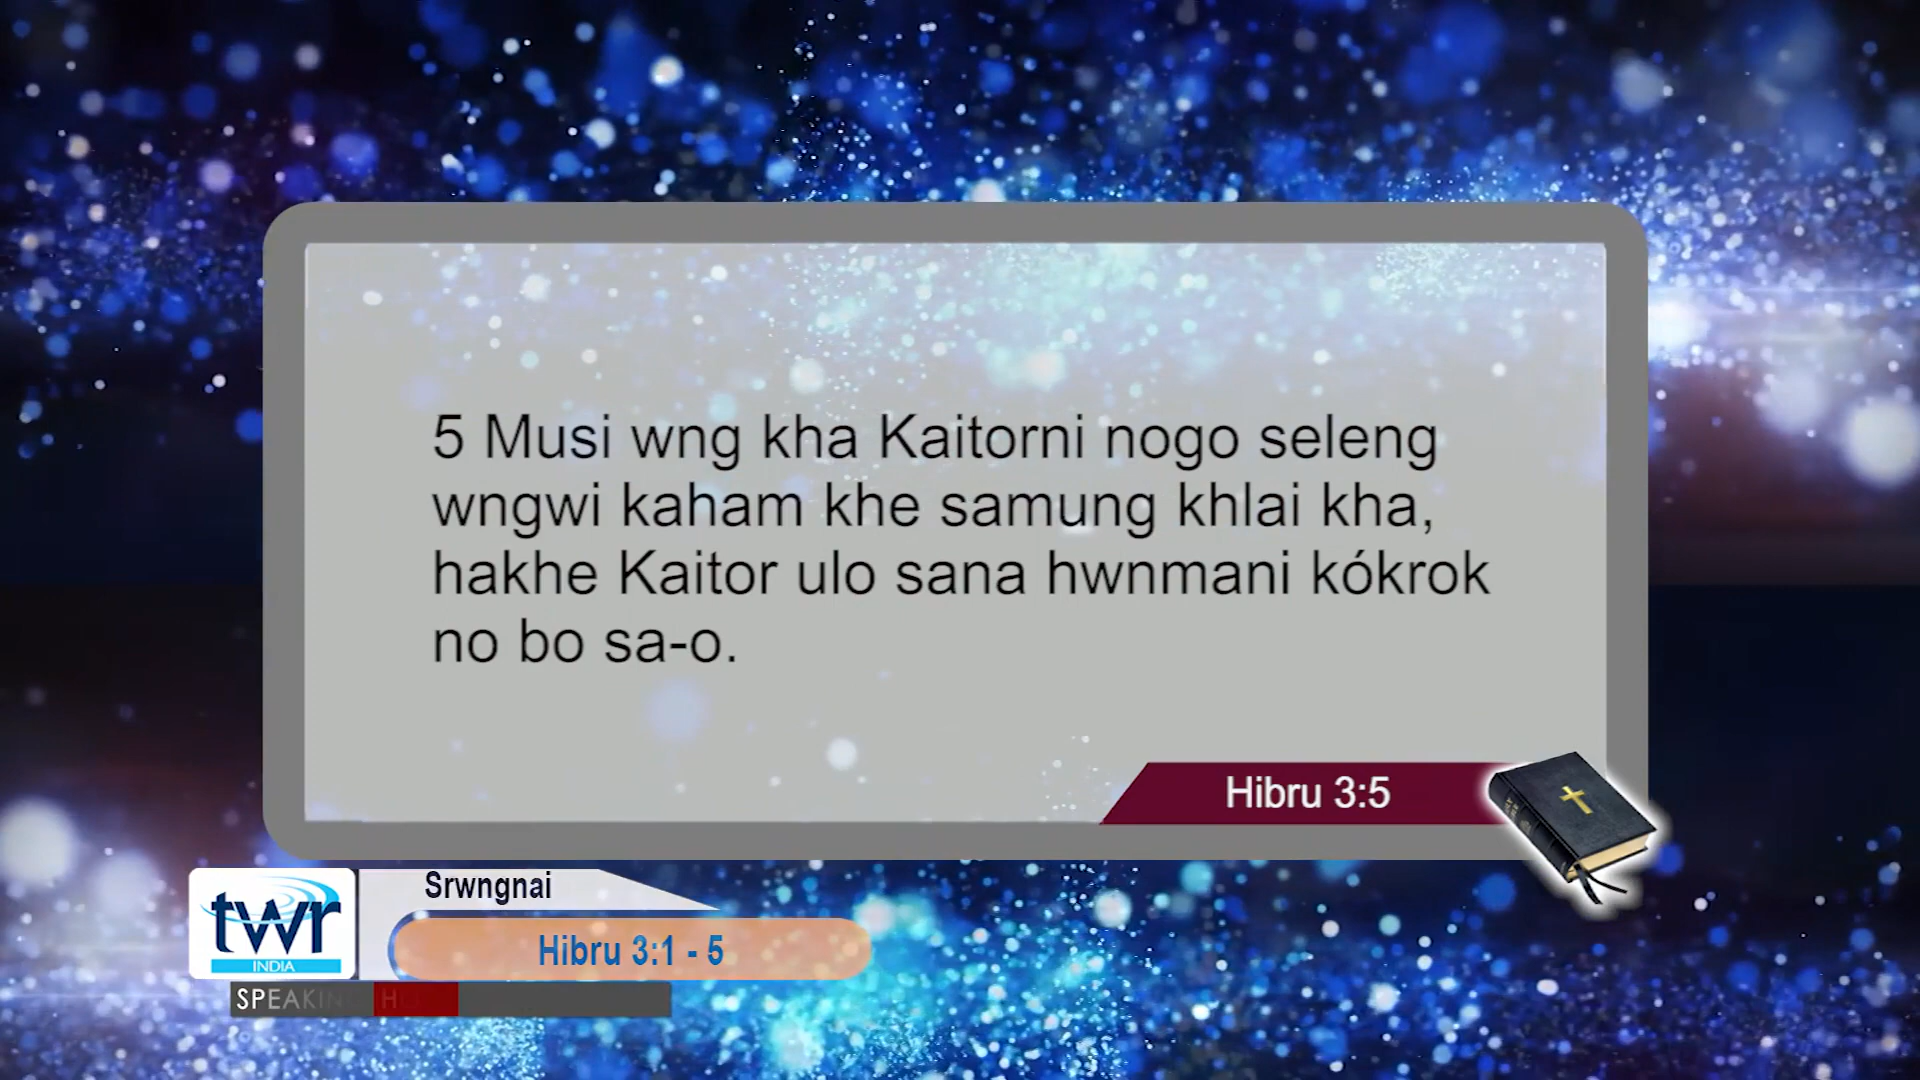 5 Musi wng kha Kaitorni nogo seleng
wngwi kaham khe samung khlai kha,
hakhe Kaitor ulo sana hwnmani kókrok
no bo sa-o.
Hibru 3:5
Srwngnai
twr
INDIA
Hibru 3:1 - 5
SPEAKIN H